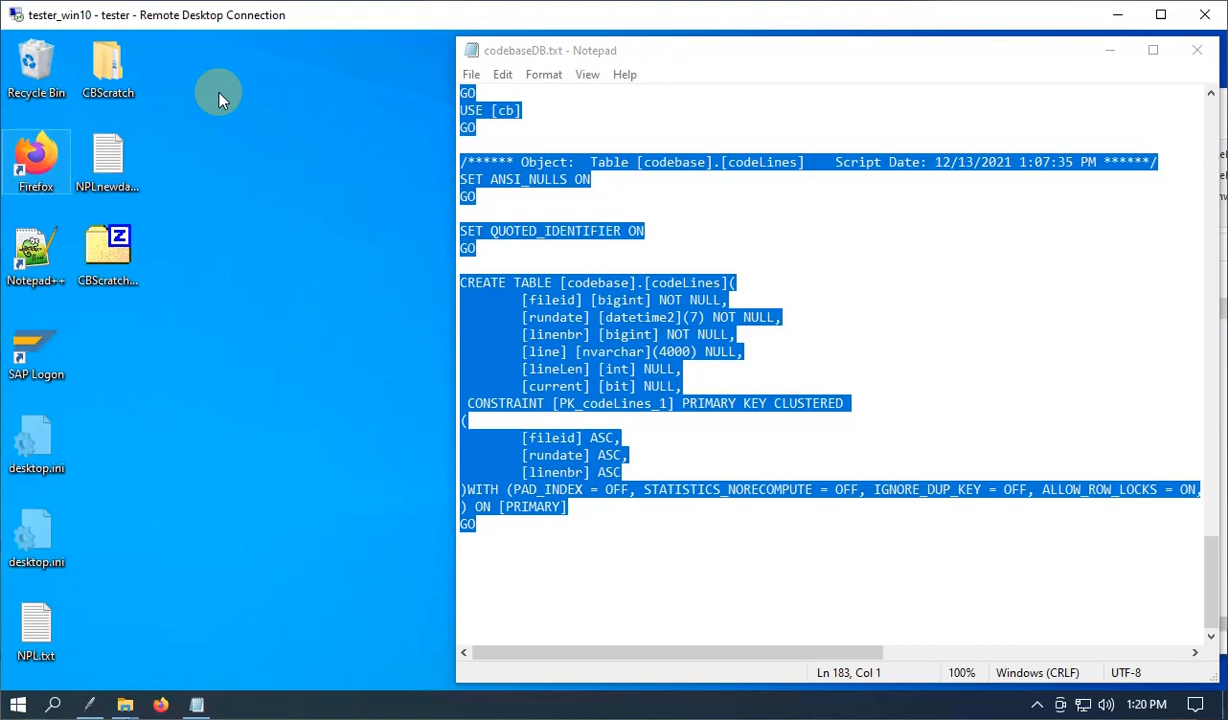 tester_win10 - tester - Remote Desktop Connection
Recycle Bin
CBScratch
Firefox
NPLnewda...
Notepad++
CBScratch...
SAP Logon
desktop.ini
desktop.ini
NPL.txt
codebaseDB.txt - Notepad
File Edit Format View Help
GO
USE [cb]
GO
/****** Object:  Table [codebase].[codeLines]    Script Date: 12/13/2021 1:07:35 PM ******/
SET ANSI_NULLS ON
GO
SET QUOTED_IDENTIFIER ON
GO
CREATE TABLE [codebase].[codeLines](
[fileid] [bigint] NOT NULL,
[rundate] [datetime2](7) NOT NULL,
[linenbr] [bigint] NOT NULL,
[line] [nvarchar](4000) NULL,
[lineLen] [int] NULL,
[current] [bit] NULL,
CONSTRAINT [PK_codeLines_1] PRIMARY KEY CLUSTERED
(
[fileid] ASC,
[rundate] ASC,
[linenbr] ASC
)WITH (PAD_INDEX = OFF, STATISTICS_NORECOMPUTE = OFF, IGNORE_DUP_KEY = OFF, ALLOW_ROW_LOCKS = ON,
) ON [PRIMARY]
GO
Ln 183, Col 1 100% Windows (CRLF) UTF-8
1:20 PM